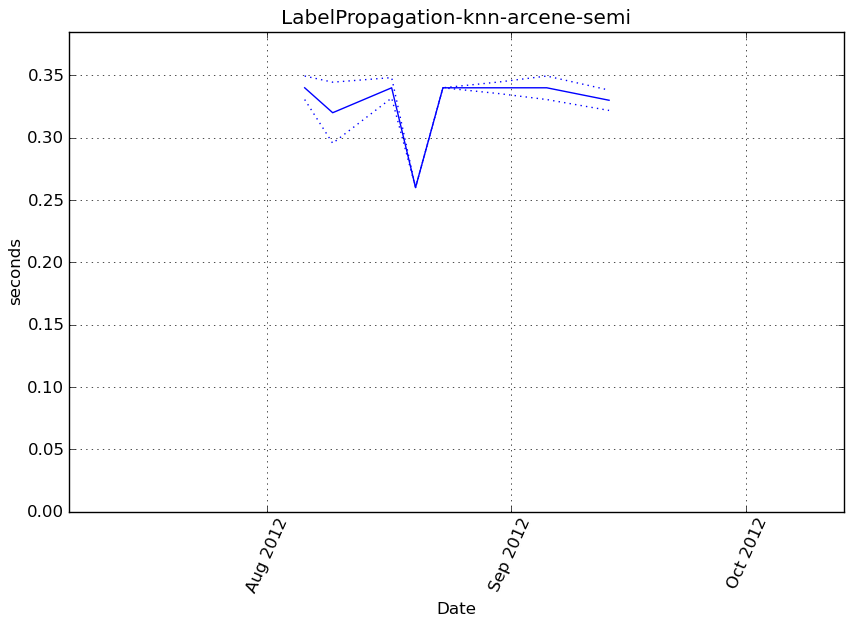 LabelPropagation-knn-arcene-semi
0.35
0.30
0.25
0.20
0.15
0.10
0.05
0.00
seconds
Aug 2012
Sep 2012
Oct 2012
Date